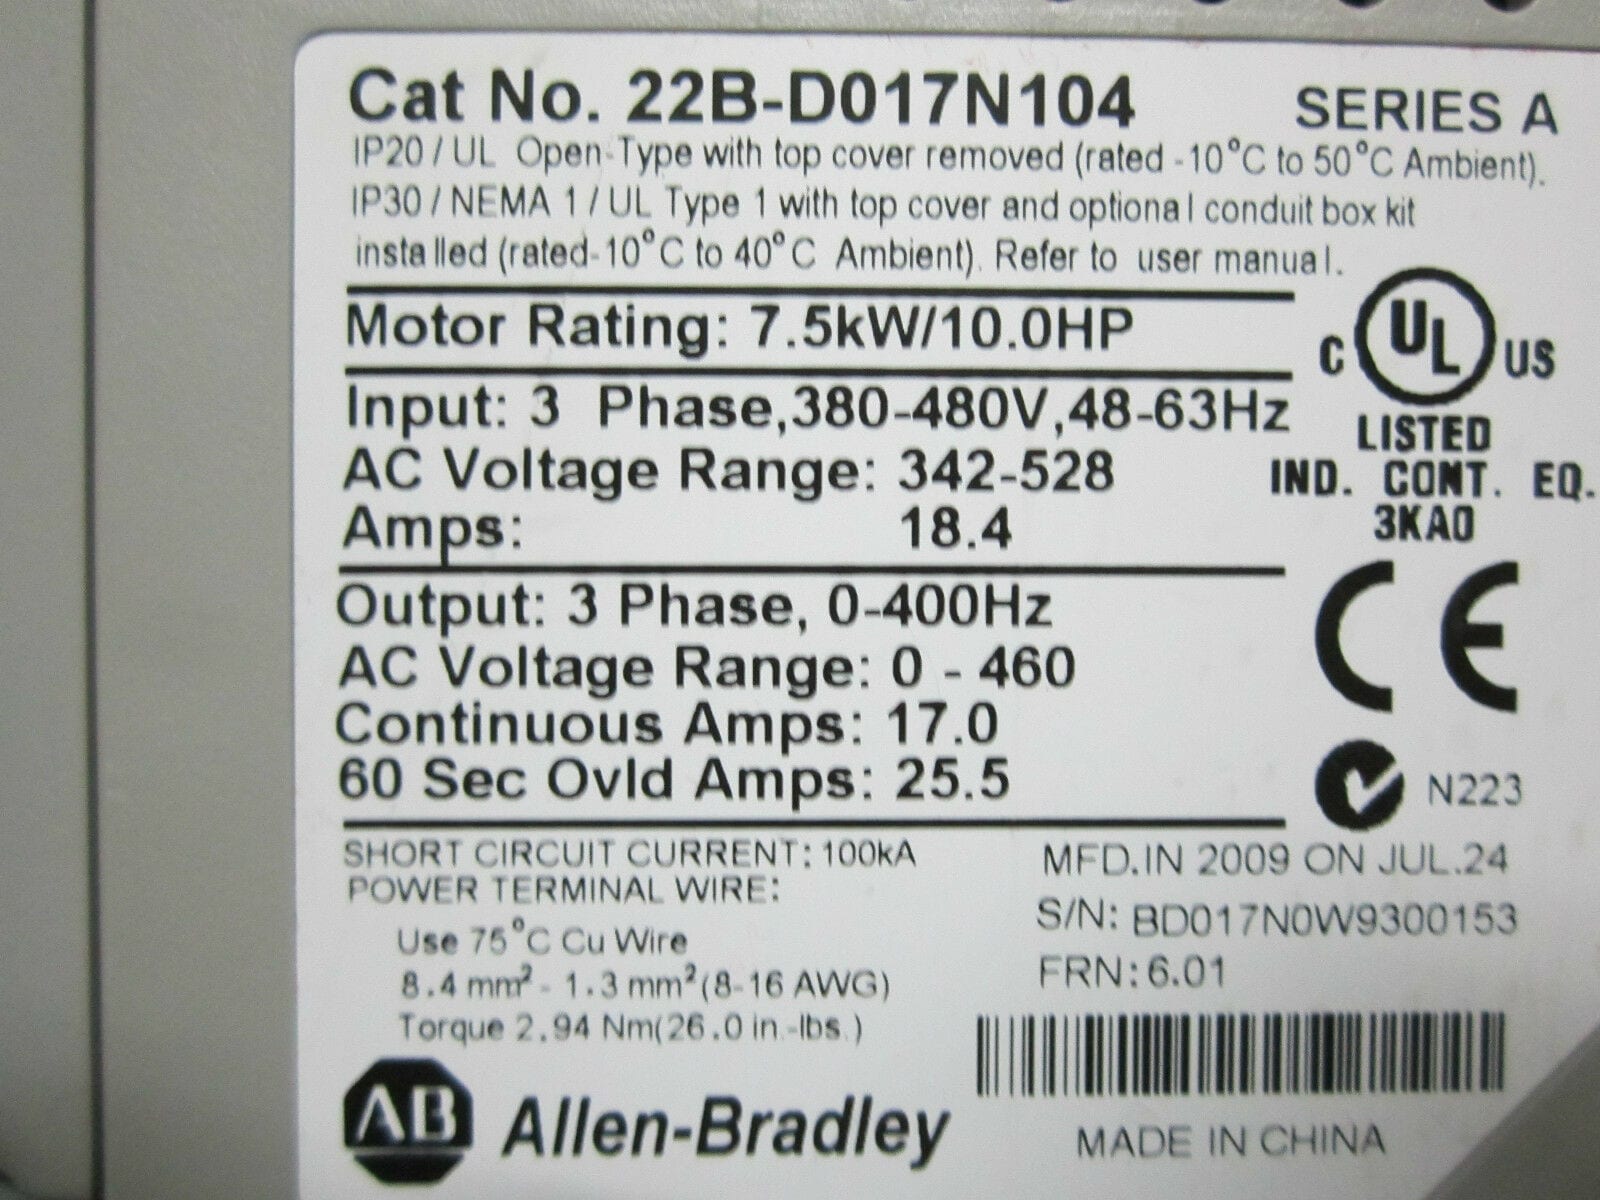 Cat No. 22B-D017N104 SERIES A
IP20 / UL Open-Type with top cover removed (rated -10°C to 50°C Ambient).
IP30 / NEMA 1 / UL Type 1 with top cover and optional conduit box kit
installed (rated-10°C to 40°C Ambient). Refer to user manual.
Motor Rating: 7.5kW/10.0HP
C UL US
Input: 3 Phase,380-480V,48-63Hz
LISTED
AC Voltage Range: 342-528
IND. CONT. EQ.
Amps: 18.4
3KA0
Output: 3 Phase, 0-400Hz
CE
AC Voltage Range: 0 - 460
Continuous Amps: 17.0
60 Sec Ovld Amps: 25.5
N223
SHORT CIRCUIT CURRENT: 100kA
MFD.IN 2009 ON JUL.24
POWER TERMINAL WIRE:
S/N: BD017N0W9300153
Use 75°C Cu Wire
FRN: 6.01
8.4 mm² - 1.3 mm² (8-16 AWG)
Torque 2.94 Nm(26.0 in.-lbs.)
AB Allen-Bradley
MADE IN CHINA